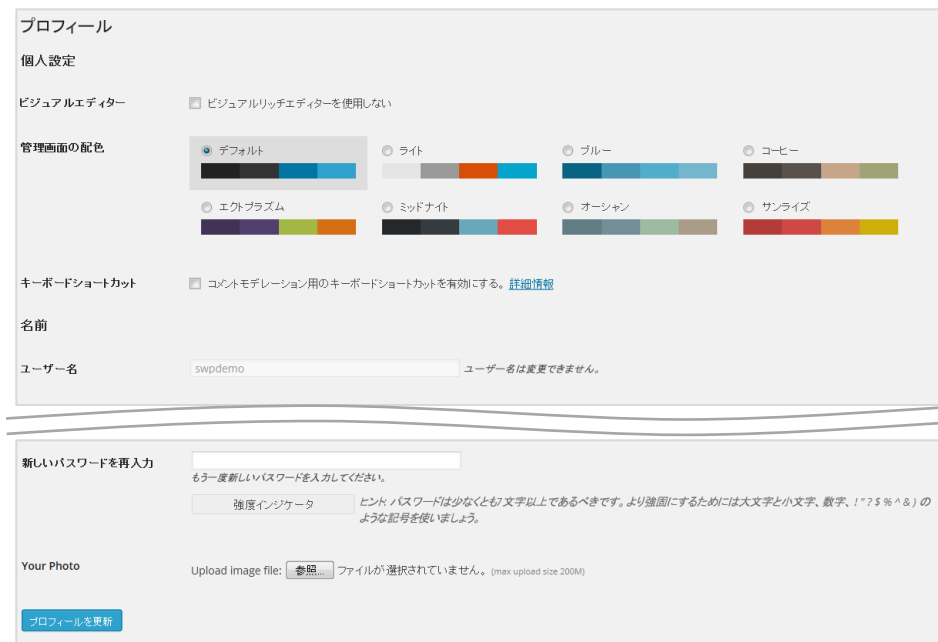 プロフィール
個人設定
ビジュアルエディター ビジュアルリッチエディターを使用しない
管理画面の配色 デフォルト ライト ブルー コーヒー
エクトプラズム ミッドナイト オーシャン サンライズ
キーボードショートカット コメントモデレーション用のキーボードショートカットを有効にする。 詳細情報
名前
ユーザー名 swpdemo ユーザー名は変更できません。
新しいパスワードを再入力
もう一度新しいパスワードを入力してください。
強度インジケータ ヒント: パスワードは少なくとも7文字以上であるべきです。より強固にするためには大文字と小文字、数字、! " ? $ % ^ & ) の
ような記号を使いましょう。
Your Photo Upload image file: 参照... ファイルが選択されていません。 (max upload size 200M)
プロフィールを更新